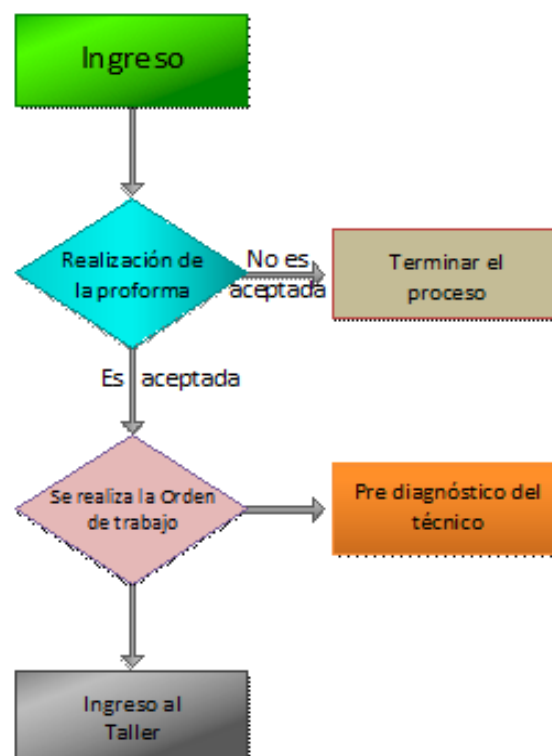 Ingreso
Realización de
la proforma
No es
aceptada
Terminar el
proceso
Es aceptada
Se realiza la Orden
de trabajo
Pre diagnóstico del
técnico
Ingreso al
Taller